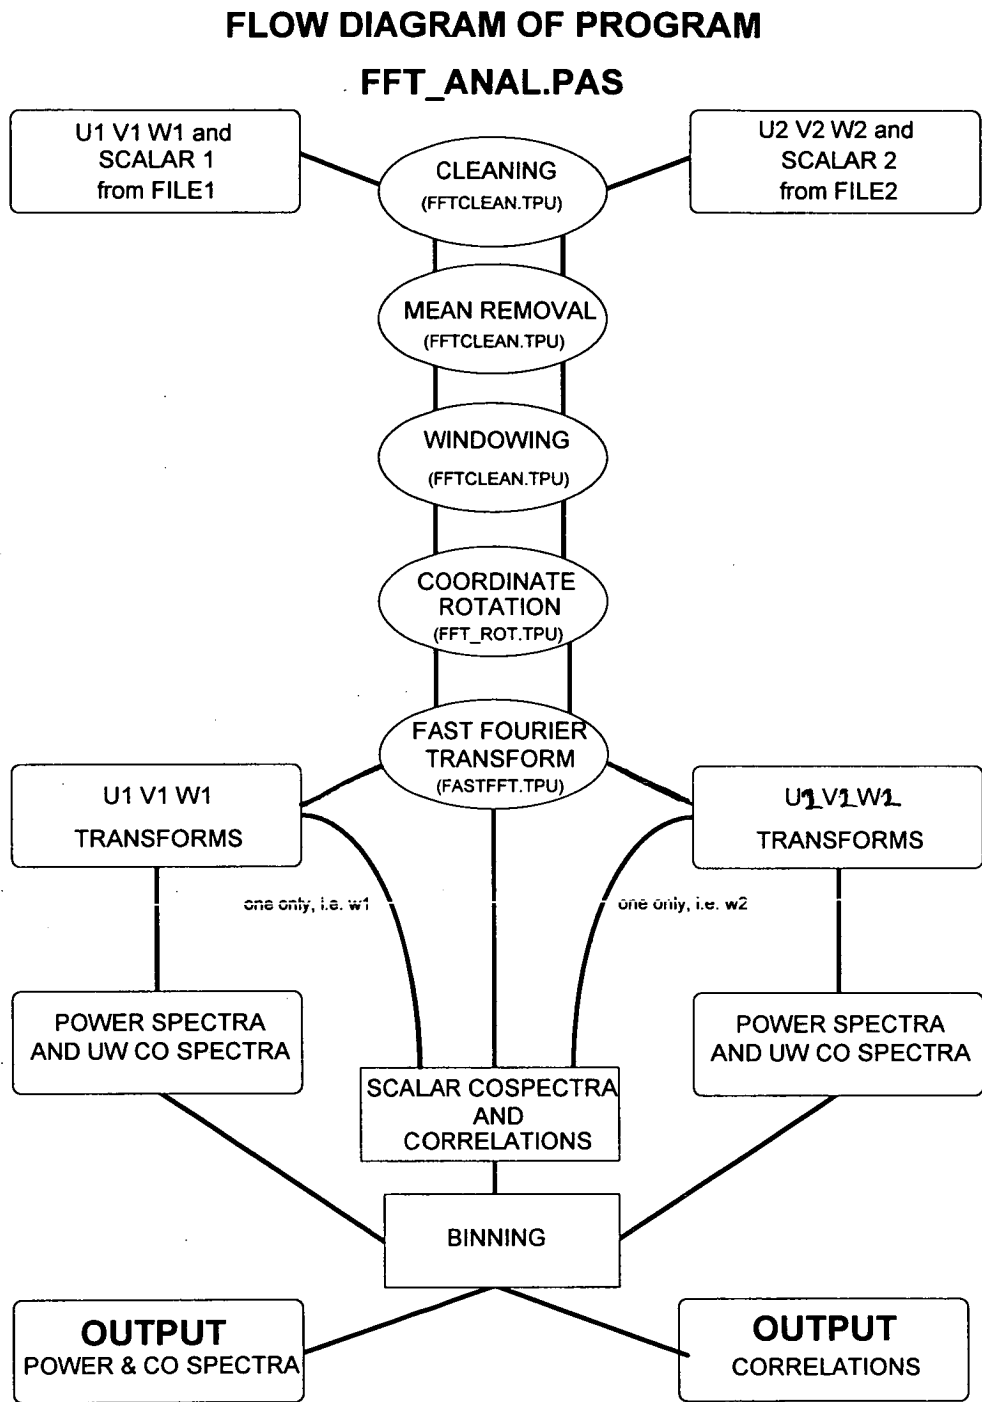 FLOW DIAGRAM OF PROGRAM
FFT_ANAL.PAS
U1 V1 W1 and
SCALAR 1
from FILE1
CLEANING
(FFTCLEAN.TPU)
U2 V2 W2 and
SCALAR 2
from FILE2
MEAN REMOVAL
(FFTCLEAN.TPU)
WINDOWING
(FFTCLEAN.TPU)
COORDINATE
ROTATION
(FFT_ROT.TPU)
FAST FOURIER
TRANSFORM
(FASTFFT.TPU)
U1 V1 W1
TRANSFORMS
TRANSFORMS
one only, i.e. w1
one only, i.e. w2
POWER SPECTRA
AND UW CO SPECTRA
POWER SPECTRA
AND UW CO SPECTRA
SCALAR COSPECTRA
AND
CORRELATIONS
BINNING
OUTPUT
POWER & CO SPECTRA
OUTPUT
CORRELATIONS